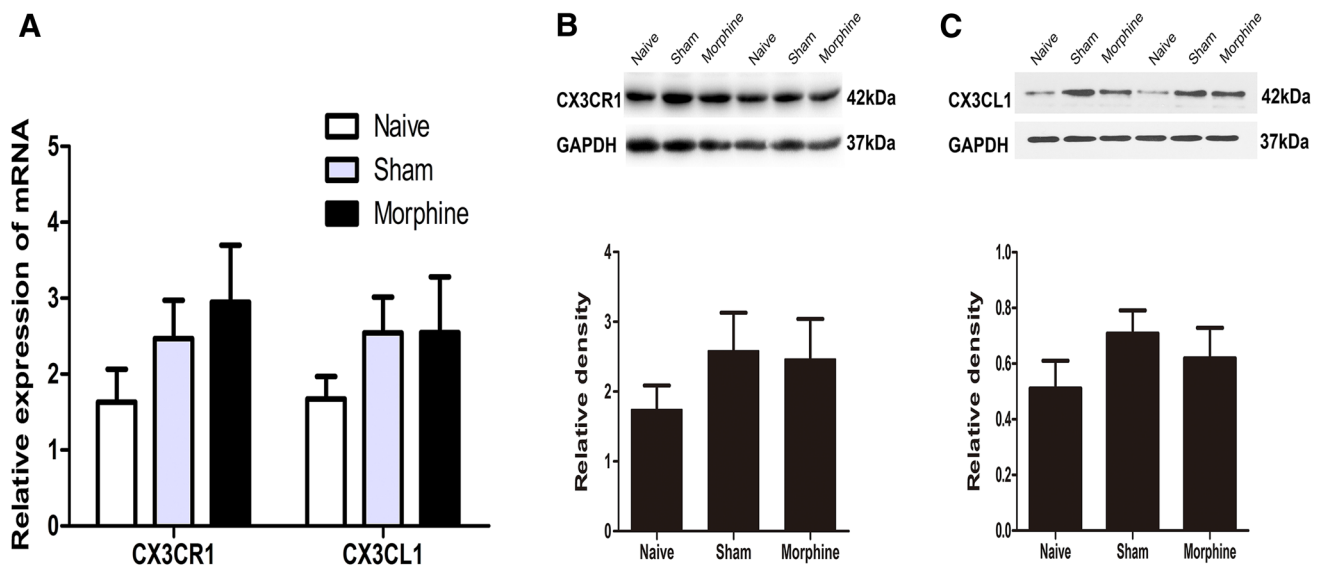 A
Relative expression of mRNA
5
4
3
2
1
0
Naive
Sham
Morphine
CX3CR1
CX3CL1
B
Naive
Sham
Morphine
Naive
Sham
Morphine
CX3CR1
42kDa
GAPDH
37kDa
Relative density
4
3
2
1
0
Naive
Sham
Morphine
C
Naive
Sham
Morphine
Naive
Sham
Morphine
CX3CL1
42kDa
GAPDH
37kDa
Relative density
1.0
0.8
0.6
0.4
0.2
0.0
Naive
Sham
Morphine